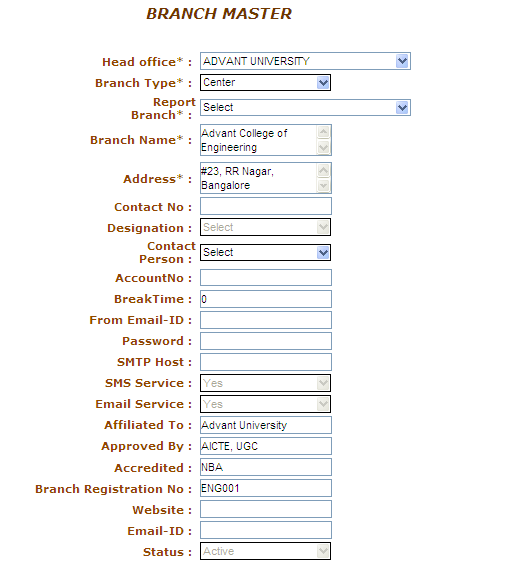 BRANCH MASTER
Head office* : ADVANT UNIVERSITY
Branch Type* : Center
Report
Branch* : Select
Branch Name* : Advant College of
Engineering
Address* : #23, RR Nagar,
Bangalore
Contact No :
Designation : Select
Contact
Person : Select
AccountNo :
BreakTime : 0
From Email-ID :
Password :
SMTP Host :
SMS Service : Yes
Email Service : Yes
Affiliated To : Advant University
Approved By : AICTE, UGC
Accredited : NBA
Branch Registration No : ENG001
Website :
Email-ID :
Status : Active